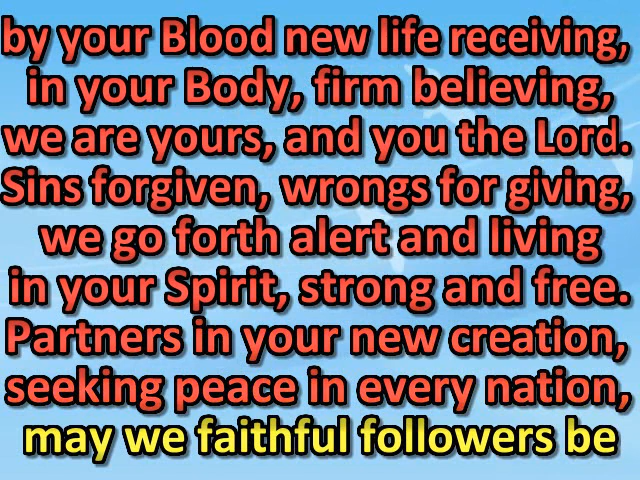 by your Blood new life receiving,
in your Body, firm believing,
we are yours, and you the Lord.
Sins forgiven, wrongs for giving,
we go forth alert and living
in your Spirit, strong and free.
Partners in your new creation,
seeking peace in every nation,
may we faithful followers be